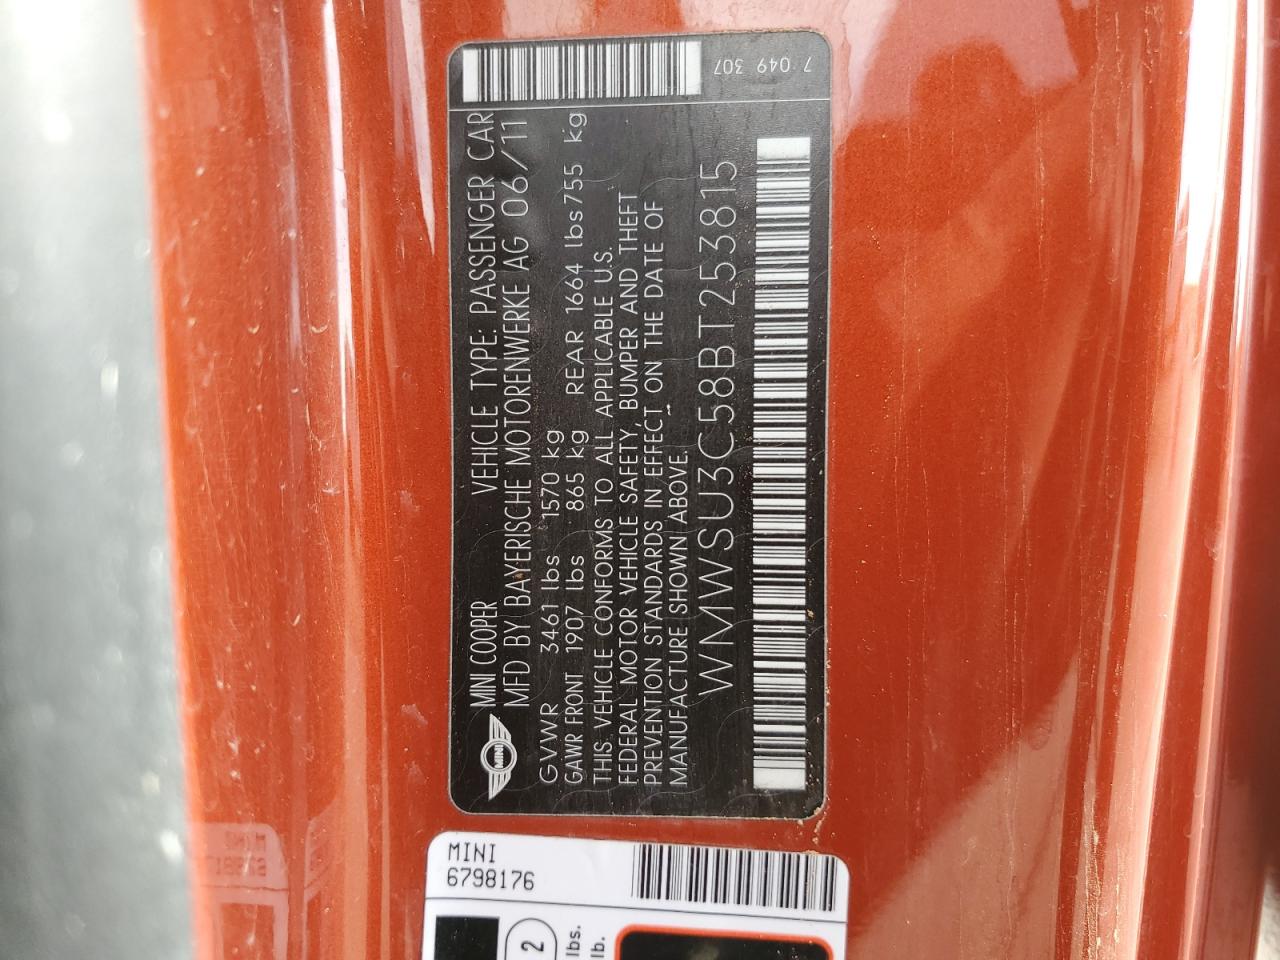 7 049 307
MINI COOPER VEHICLE TYPE: PASSENGER CAR
MFD BY BAYERISCHE MOTORENWERKE AG 06/11
GVWR 3461 lbs 1570 kg
GAWR FRONT 1907 lbs 865 kg REAR 1664 lbs 755 kg
THIS VEHICLE CONFORMS TO ALL APPLICABLE U.S.
FEDERAL MOTOR VEHICLE SAFETY, BUMPER AND THEFT
PREVENTION STANDARDS IN EFFECT ON THE DATE OF
MANUFACTURE SHOWN ABOVE.
WMWSU3C58BT253815
MINI
MINI
6798176
2
lbs.
lb.